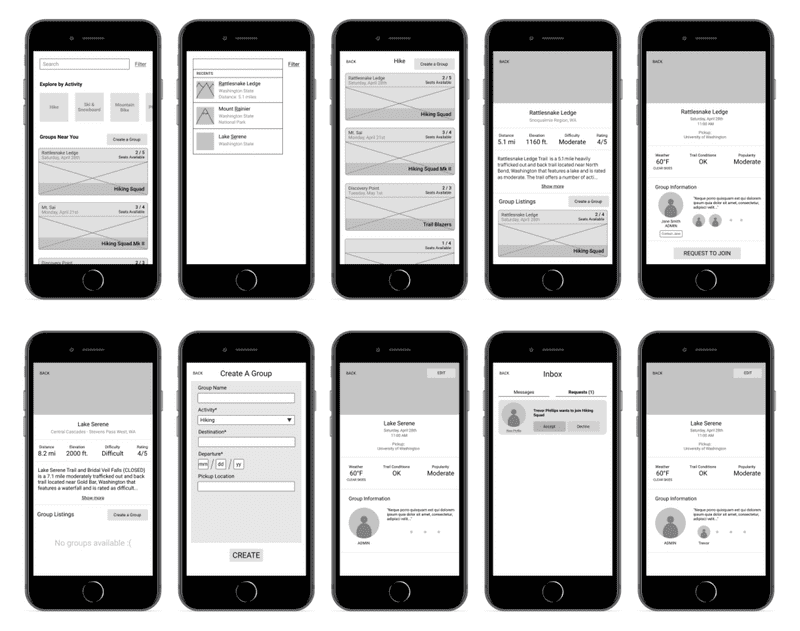 Search
Filter
Explore by Activity
Hike
Ski &
Snowboard
Mountain
Bike
Groups Near You
Create a Group
Rattlesnake Ledge
Saturday, April 28th
2 / 5
Seats Available
Hiking Squad
Mt. Sai
Monday, April 21st
3 / 4
Seats Available
Hiking Squad Mk II
Discovery Point
2 / 3
Filter
RECENTS
Rattlesnake Ledge
Washington State
Distance: 5.1 miles
Mount Rainier
Washington State
National Park
Lake Serene
Washington State
BACK
Hike
Create a Group
Rattlesnake Ledge
Saturday, April 28th
2 / 5
Seats Available
Hiking Squad
Mt. Sai
Monday, April 21st
3 / 4
Seats Available
Hiking Squad Mk II
Discovery Point
Tuesday, May 1st
2 / 3
Seats Available
Trail Blazers
1 / 4
Seats Available
BACK
Rattlesnake Ledge
Snoqualmie Region, WA
Distance
Elevation
Difficulty
Rating
5.1 mi
1160 ft.
Moderate
4/5
Rattlesnake Ledge Trail is a 5.1 mile heavily
trafficked out and back trail located near North
Bend, Washington that features a lake and is rated
as moderate. The trail offers a number of acti...
Show more
Group Listings
Create a Group
Rattlesnake Ledge
Saturday, April 28th
2 / 4
Seats Available
Hiking Squad
BACK
Rattlesnake Ledge
Saturday, April 28th
11:00 AM
Pickup:
University of Washington
Weather
Trail Conditions
Popularity
60°F
OK
Moderate
CLEAR SKIES
Group Information
"Neque porro quisquam est qui dolorem
ipsum quia dolor sit amet, consectetur,
adipisci velit..."
Jane Smith
ADMIN
Contact Jane
REQUEST TO JOIN
BACK
Lake Serene
Central Cascades - Stevens Pass West, WA
Distance
Elevation
Difficulty
Rating
8.2 mi
2000 ft.
Difficult
4/5
Lake Serene Trail and Bridal Veil Falls (CLOSED)
is a 7.1 mile moderately trafficked out and back
trail located near Gold Bar, Washington that
features a waterfall and is rated as difficult...
Show more
Group Listings
Create a Group
No groups available :(
BACK
Create A Group
Group Name
Activity*
Hiking
Destination*
Departure*
mm / dd / yy
Pickup Location
CREATE
BACK
EDIT
Lake Serene
Saturday, April 28th
11:00 AM
Pickup:
University of Washington
Weather
Trail Conditions
Popularity
60°F
OK
Moderate
CLEAR SKIES
Group Information
"Neque porro quisquam est qui dolorem
ipsum quia dolor sit amet, consectetur,
adipisci velit..."
ADMIN
BACK
Inbox
Messages
Requests (1)
Trevor Phillips wants to join Hiking
Squad
Accept
Decline
BACK
EDIT
Lake Serene
Saturday, April 28th
11:00 AM
Pickup:
University of Washington
Weather
Trail Conditions
Popularity
60°F
OK
Moderate
CLEAR SKIES
Group Information
"Neque porro quisquam est qui dolorem
ipsum quia dolor sit amet, consectetur,
adipisci velit..."
ADMIN
Trevor